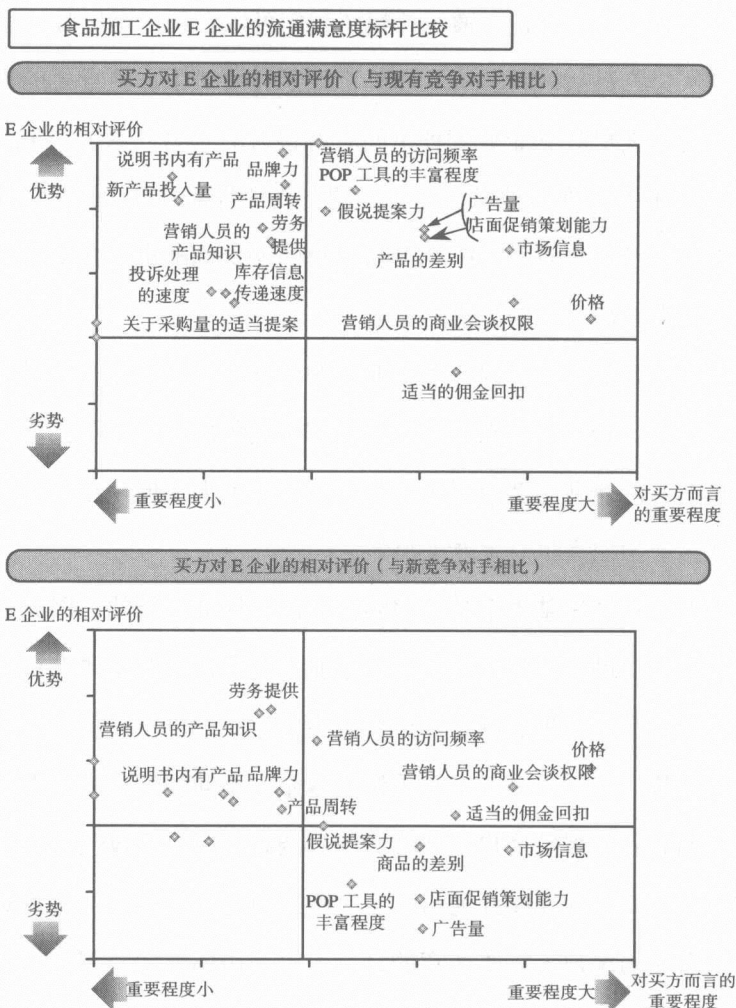 食品加工企业 E 企业的流通满意度标杆比较
买方对 E 企业的相对评价（与现有竞争对手相比）
E 企业的相对评价
优势
说明书内有产品
品牌力
新产品投入量
产品周转
营销人员的
产品知识
劳务
提供
投诉处理
的速度
库存信息
传递速度
关于采购量的适当提案
营销人员的访问频率
POP 工具的丰富程度
假说提案力
广告量
店面促销策划能力
产品的差别
市场信息
营销人员的商业会谈权限
价格
适当的佣金回扣
劣势
重要程度小
重要程度大
对买方而言
的重要程度
买方对 E 企业的相对评价（与新竞争对手相比）
E 企业的相对评价
优势
劳务提供
营销人员的产品知识
营销人员的访问频率
价格
说明书内有产品
品牌力
营销人员的商业会谈权限
产品周转
适当的佣金回扣
假说提案力
商品的差别
市场信息
POP 工具的
丰富程度
店面促销策划能力
广告量
劣势
重要程度小
重要程度大
对买方而言的
重要程度